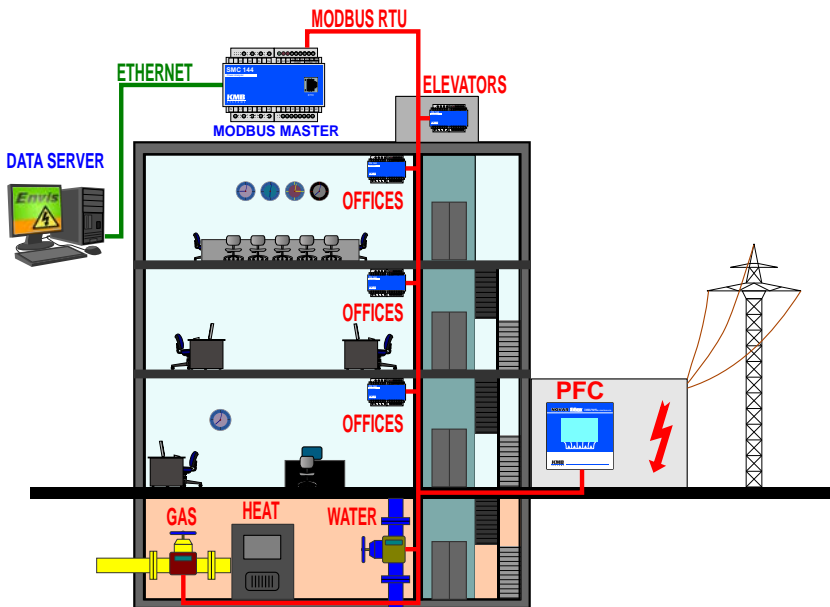 MODBUS RTU
ETHERNET
SMC 144
KMB
MODBUS MASTER
ELEVATORS
DATA SERVER
Envis
OFFICES
OFFICES
OFFICES
PFC
NOVAR
KMB
GAS
HEAT
WATER